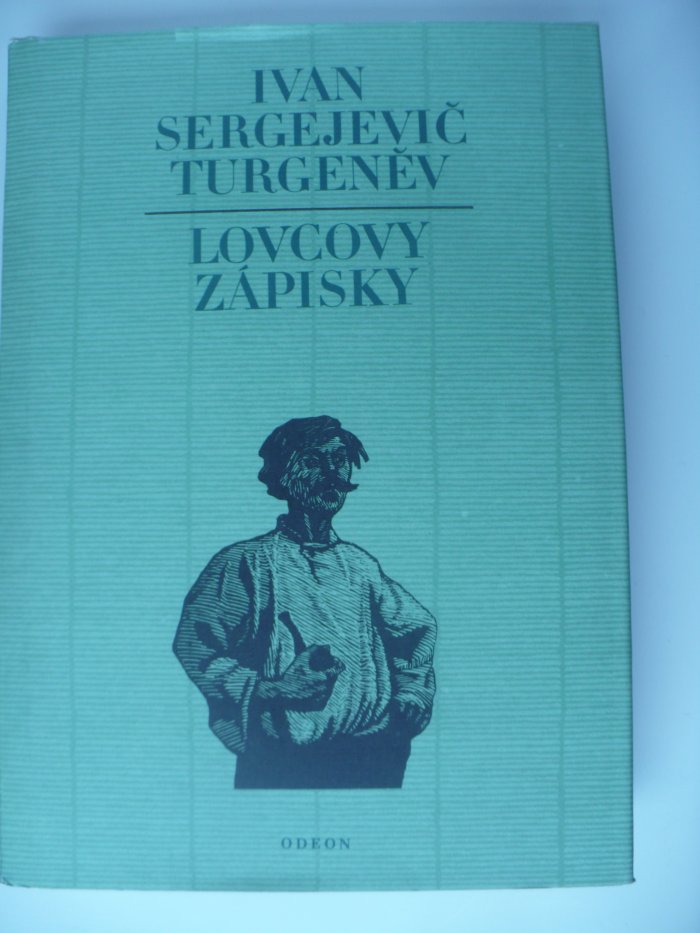 IVAN
SERGEJEVIČ
TURGENĚV
LOVCOVY
ZÁPISKY
ODEON